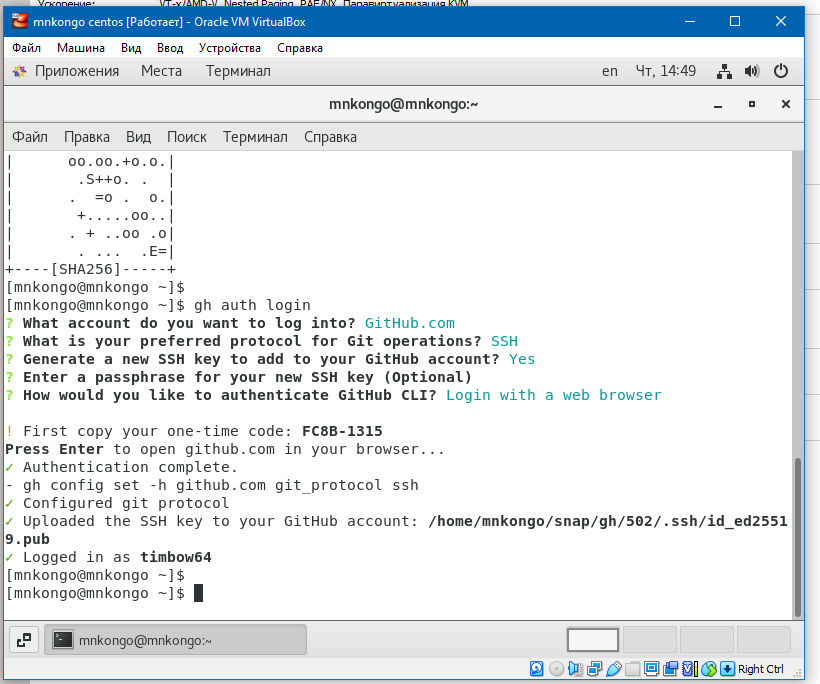 Ускорение: VT-x/AMD-V, Nested Paging, PAE/NX, Паравиртуализация KVM
mnkongo centos [Работает] - Oracle VM VirtualBox
Файл Машина Вид Ввод Устройства Справка
Приложения Места Терминал en Чт, 14:49
mnkongo@mnkongo:~
Файл Правка Вид Поиск Терминал Справка
| oo.oo.+o.o.|
| .S++o. . |
| . =o . o.|
| +.....oo..|
| . + ..oo .o|
| . ... .E=|
+----[SHA256]-----+
[mnkongo@mnkongo ~]$
[mnkongo@mnkongo ~]$ gh auth login
? What account do you want to log into? GitHub.com
? What is your preferred protocol for Git operations? SSH
? Generate a new SSH key to add to your GitHub account? Yes
? Enter a passphrase for your new SSH key (Optional)
? How would you like to authenticate GitHub CLI? Login with a web browser
! First copy your one-time code: FC8B-1315
Press Enter to open github.com in your browser...
✓ Authentication complete.
- gh config set -h github.com git_protocol ssh
✓ Configured git protocol
✓ Uploaded the SSH key to your GitHub account: /home/mnkongo/snap/gh/502/.ssh/id_ed2551
9.pub
✓ Logged in as timbow64
[mnkongo@mnkongo ~]$
[mnkongo@mnkongo ~]$
mnkongo@mnkongo:~
Right Ctrl